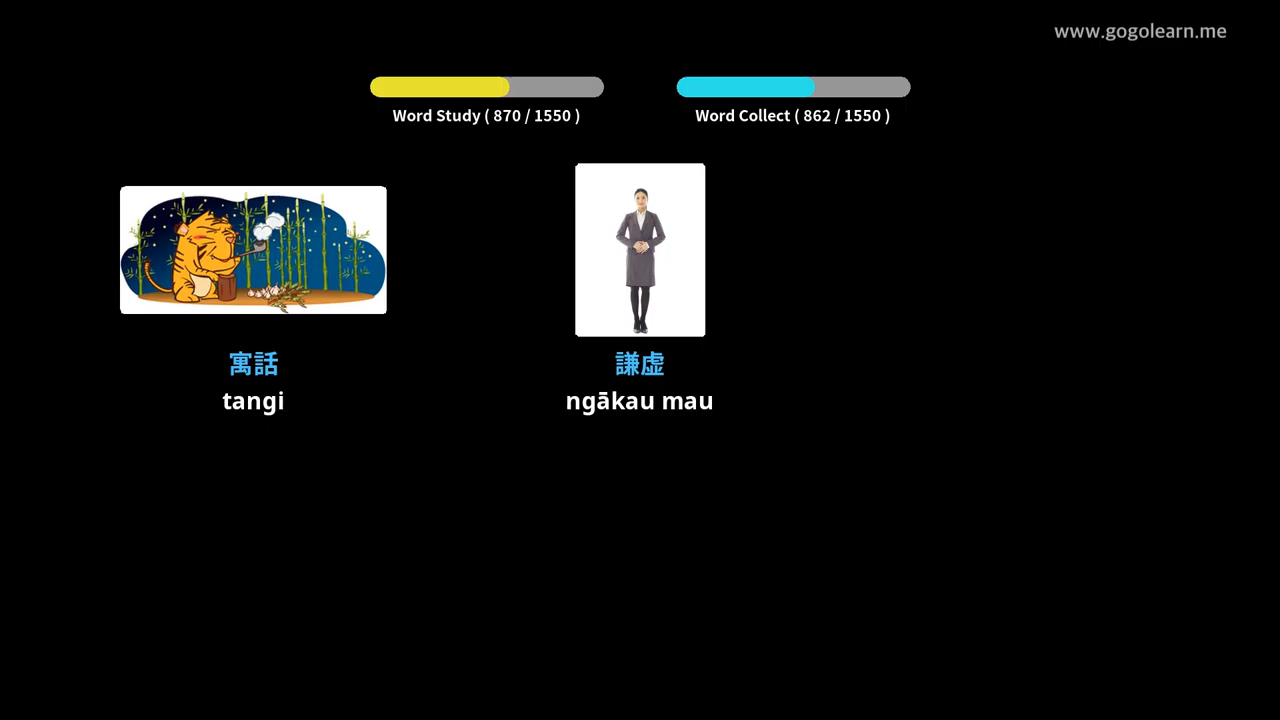 www.gogolearn.me
Word Study ( 870 / 1550 )
Word Collect ( 862 / 1550 )
寓話
tangi
謙虚
ngākau mau